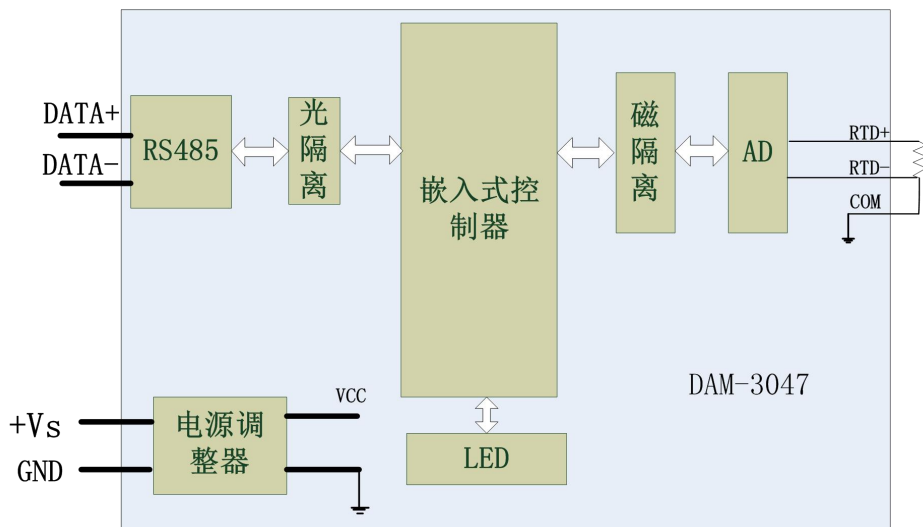 DATA+
DATA-
RS485
光
隔
离
嵌入式控
制器
磁
隔
离
AD
RTD+
RTD-
COM
DAM-3047
+Vs
GND
电源调
整器
VCC
LED